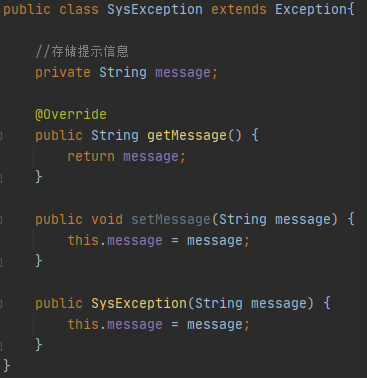 public class SysException extends Exception{
//存储提示信息
private String message;
@Override
public String getMessage() {
return message;
}
public void setMessage(String message) {
this.message = message;
}
public SysException(String message) {
this.message = message;
}
}